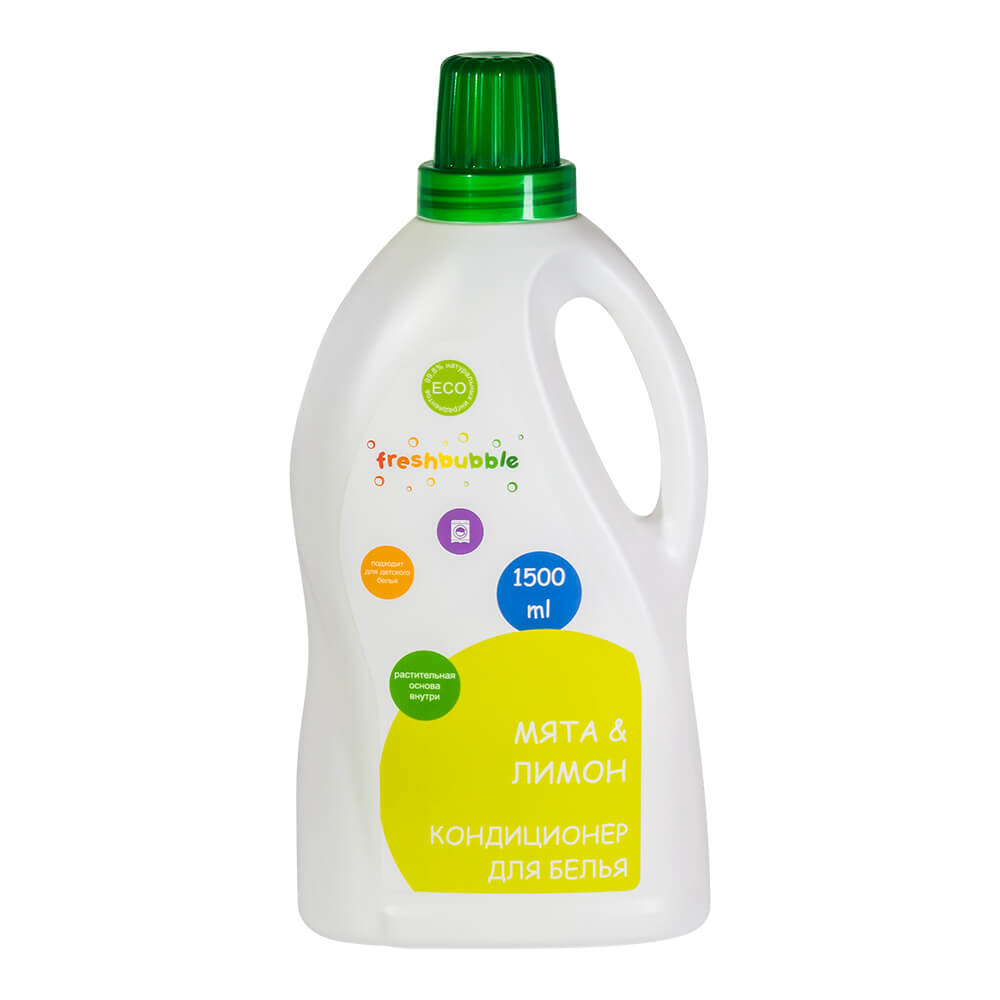 99,8% натуральных ингредиентов
ECO
freshbubble
подходит
для детского
белья
1500
ml
растительная
основа
внутри
МЯТА &
ЛИМОН
КОНДИЦИОНЕР
ДЛЯ БЕЛЬЯ